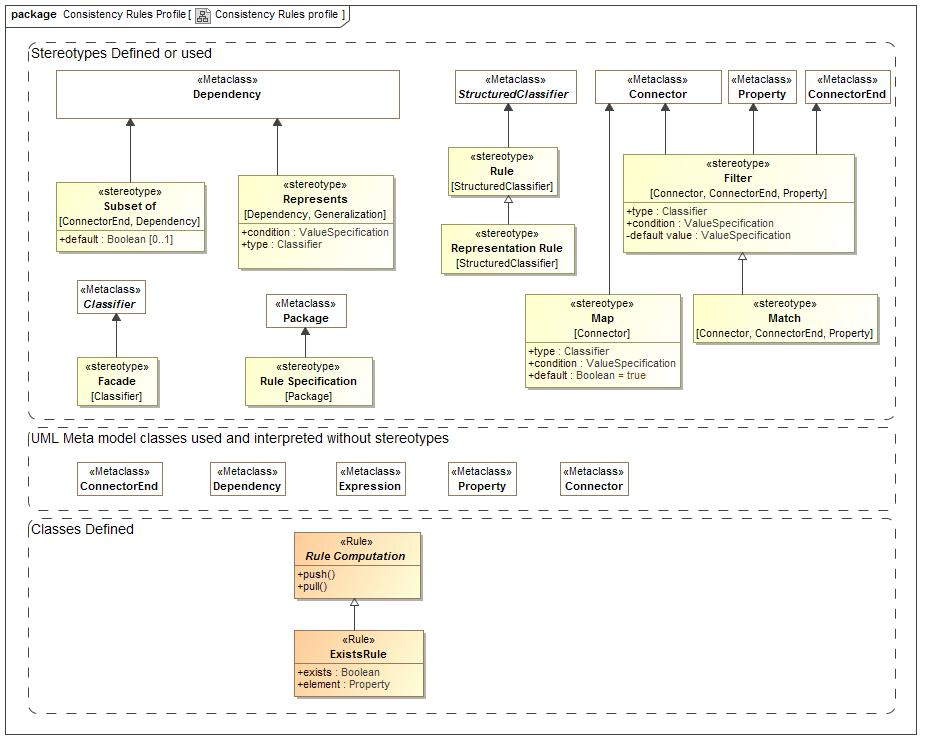 package Consistency Rules Profile [ Consistency Rules profile ]
Stereotypes Defined or used
«Metaclass»
Dependency
«Metaclass»
StructuredClassifier
«Metaclass»
Connector
«Metaclass»
Property
«Metaclass»
ConnectorEnd
«stereotype»
Subset of
[ConnectorEnd, Dependency]
+default : Boolean [0..1]
«stereotype»
Represents
[Dependency, Generalization]
+condition : ValueSpecification
+type : Classifier
«stereotype»
Rule
[StructuredClassifier]
«stereotype»
Representation Rule
[StructuredClassifier]
«stereotype»
Filter
[Connector, ConnectorEnd, Property]
+type : Classifier
+condition : ValueSpecification
-default value : ValueSpecification
«Metaclass»
Classifier
«Metaclass»
Package
«stereotype»
Facade
[Classifier]
«stereotype»
Rule Specification
[Package]
«stereotype»
Map
[Connector]
+type : Classifier
+condition : ValueSpecification
+default : Boolean = true
«stereotype»
Match
[Connector, ConnectorEnd, Property]
UML Meta model classes used and interpreted without stereotypes
«Metaclass»
ConnectorEnd
«Metaclass»
Dependency
«Metaclass»
Expression
«Metaclass»
Property
«Metaclass»
Connector
Classes Defined
«Rule»
Rule Computation
+push()
+pull()
«Rule»
ExistsRule
+exists : Boolean
+element : Property